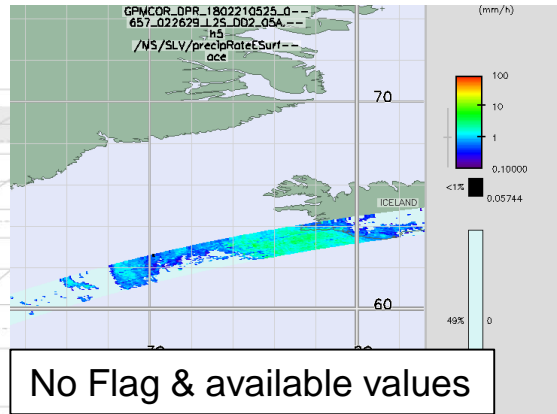 GPMCOR_DPR_1802210525_0--
657_022629_L2S_DD2_05A.--
h5
/NS/SLV/precipRateESurf--
ace
(mm/h)
100
10
1
0.10000
<1%
0.05744
49%
0
70
ICELAND
60
No Flag & available values